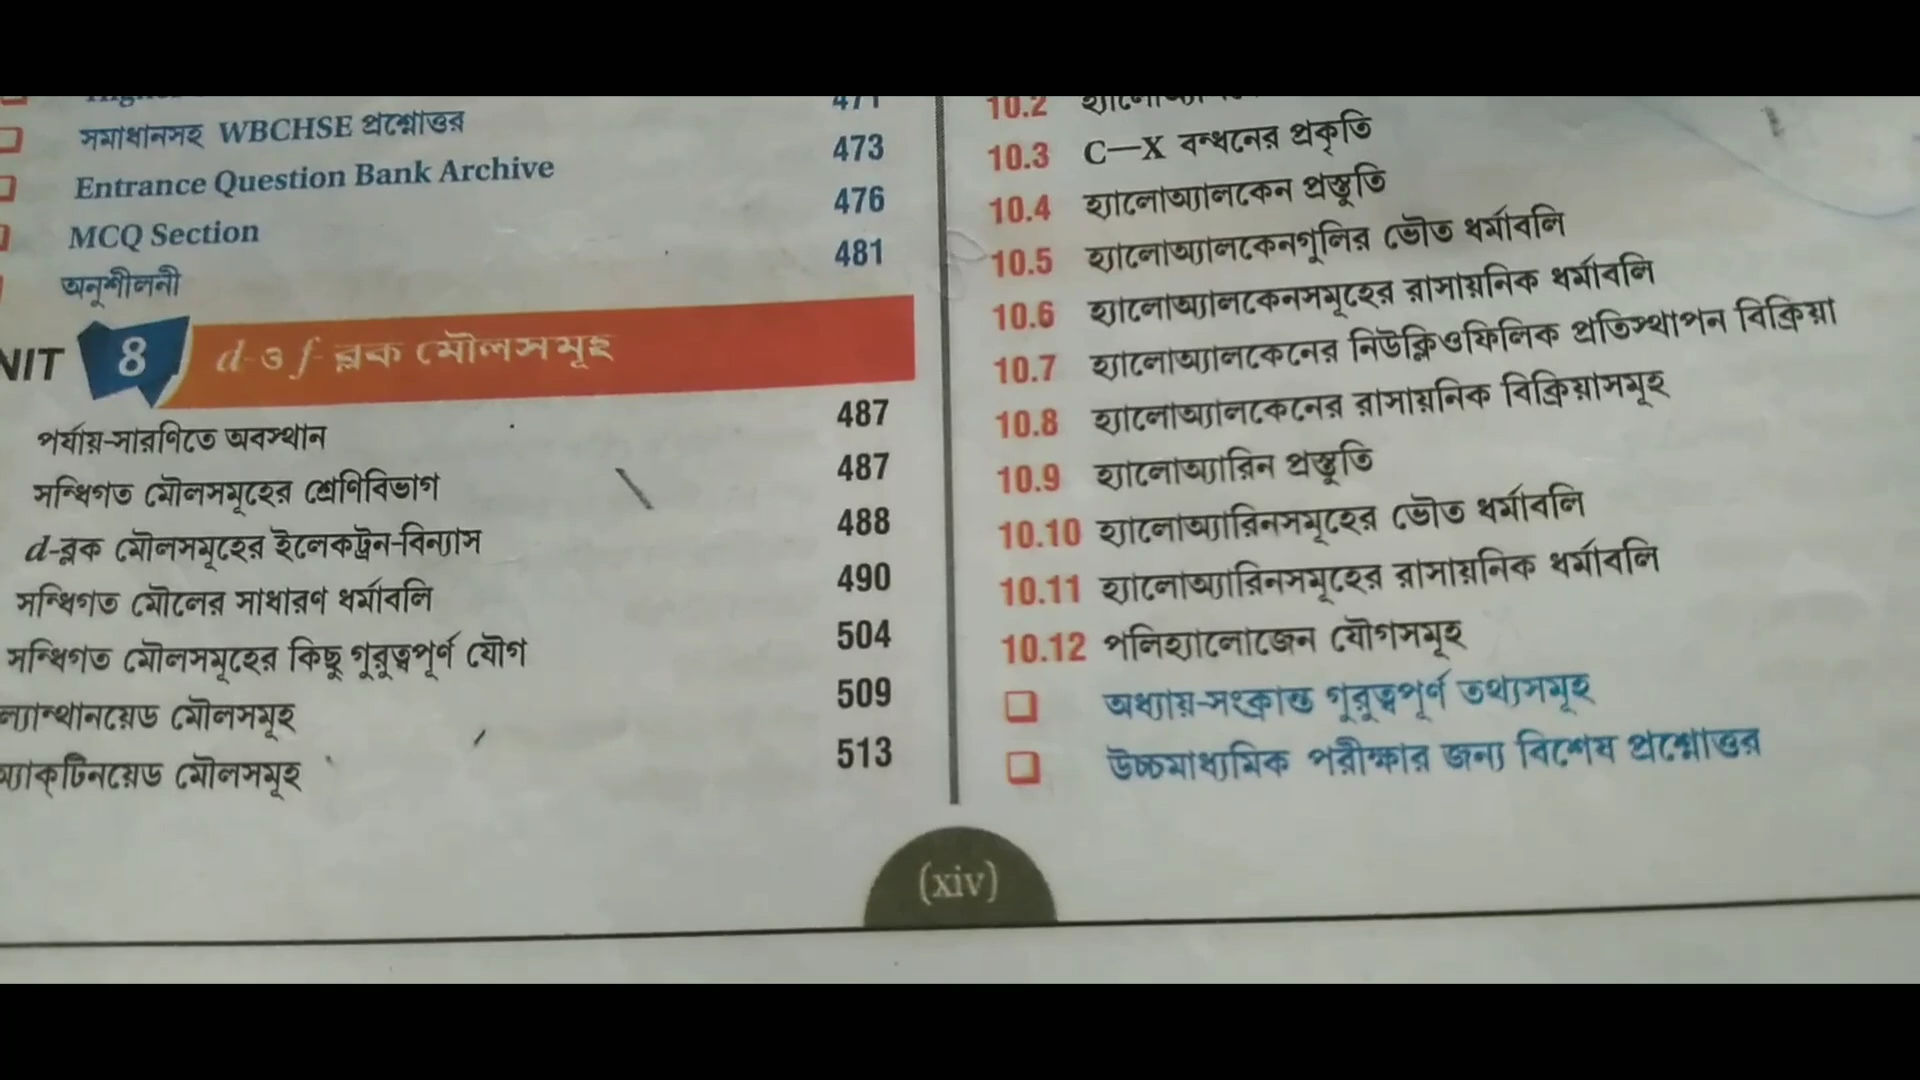 471
সমাধানসহ WBCHSE প্রশ্নোত্তর 473
Entrance Question Bank Archive 476
MCQ Section 481
অনুশীলনী
NIT 8 d-ও f-ব্লক মৌলসমূহ
পর্যায়-সারণিতে অবস্থান 487
সন্ধিগত মৌলসমূহের শ্রেণিবিভাগ 487
d-ব্লক মৌলসমূহের ইলেকট্রন-বিন্যাস 488
সন্ধিগত মৌলের সাধারণ ধর্মাবলি 490
সন্ধিগত মৌলসমূহের কিছু গুরুত্বপূর্ণ যৌগ 504
ল্যান্থানয়েড মৌলসমূহ 509
অ্যাক্টিনয়েড মৌলসমূহ 513
10.2
10.3 C—X বন্ধনের প্রকৃতি
10.4 হ্যালোঅ্যালকেন প্রস্তুতি
10.5 হ্যালোঅ্যালকেনগুলির ভৌত ধর্মাবলি
10.6 হ্যালোঅ্যালকেনসমূহের রাসায়নিক ধর্মাবলি
10.7 হ্যালোঅ্যালকেনের নিউক্লিওফিলিক প্রতিস্থাপন বিক্রিয়া
10.8 হ্যালোঅ্যালকেনের রাসায়নিক বিক্রিয়াসমূহ
10.9 হ্যালোঅ্যারিন প্রস্তুতি
10.10 হ্যালোঅ্যারিনসমূহের ভৌত ধর্মাবলি
10.11 হ্যালোঅ্যারিনসমূহের রাসায়নিক ধর্মাবলি
10.12 পলিহ্যালোজেন যৌগসমূহ
অধ্যায়-সংক্রান্ত গুরুত্বপূর্ণ তথ্যসমূহ
উচ্চমাধ্যমিক পরীক্ষার জন্য বিশেষ প্রশ্নোত্তর
(xiv)